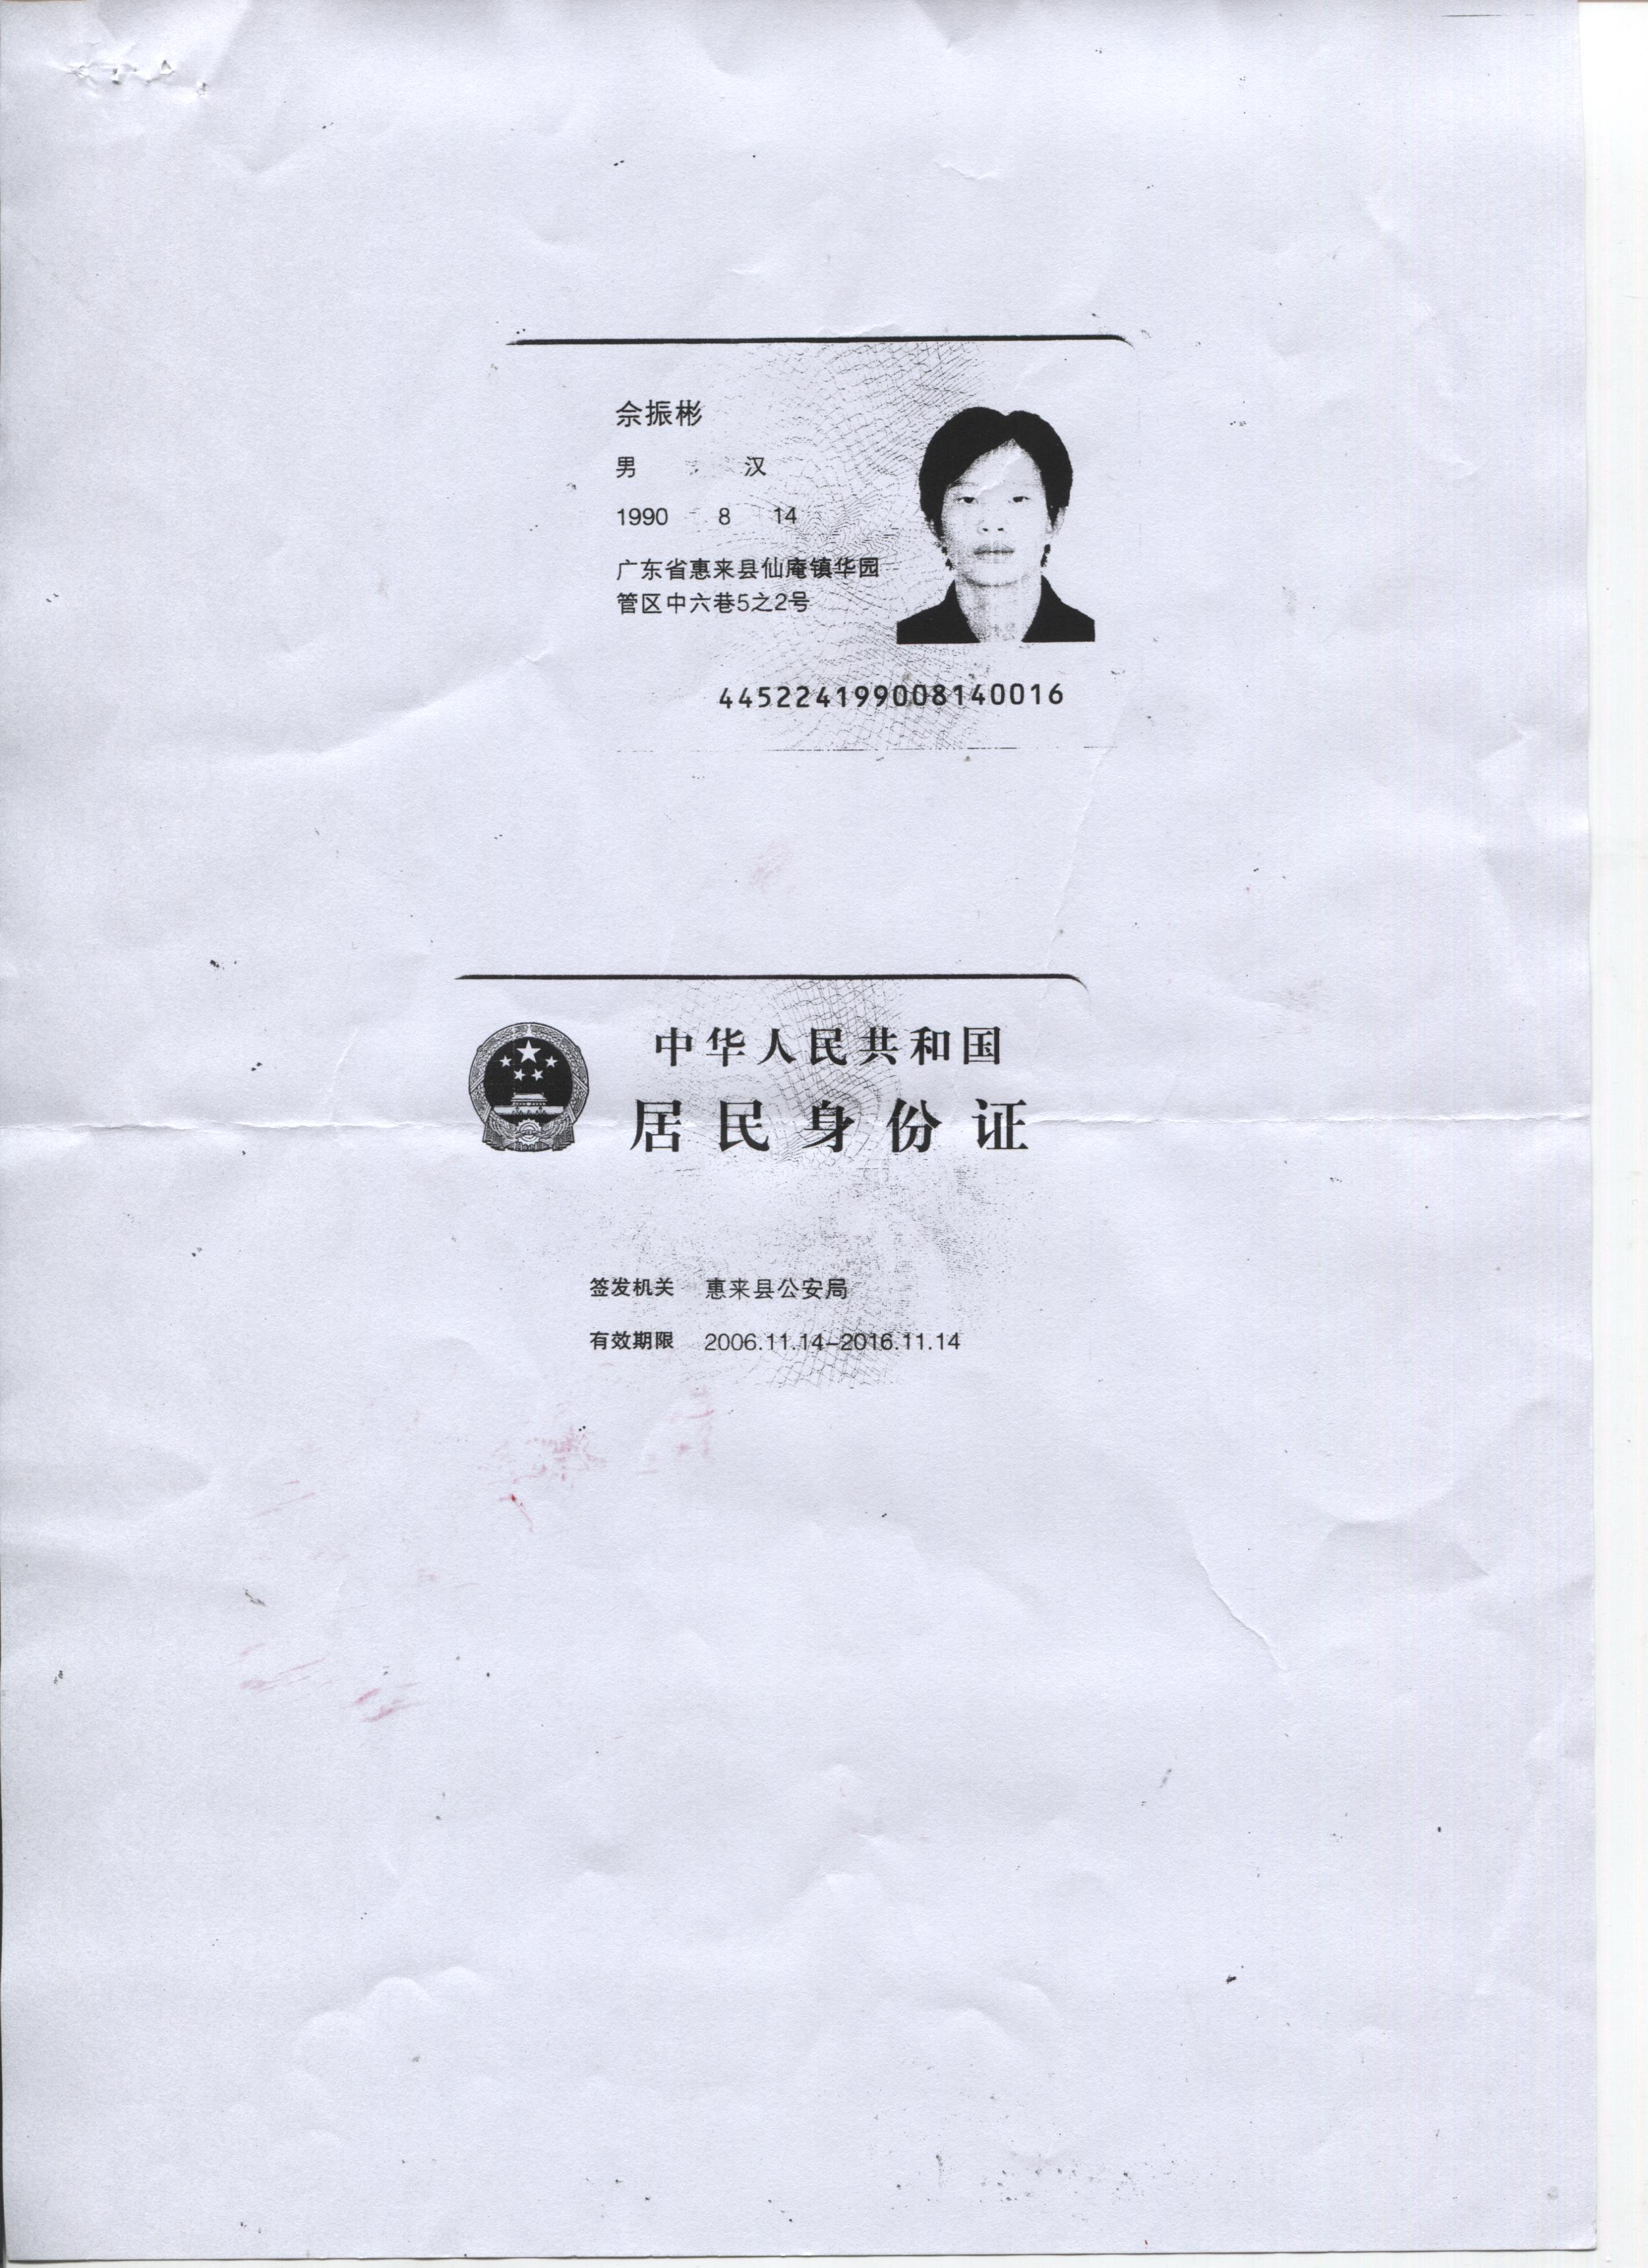 佘振彬
男 汉
1990 8 14
广东省惠来县仙庵镇华园
管区中六巷5之2号
445224199008140016
中华人民共和国
居民身份证
签发机关 惠来县公安局
有效期限 2006.11.14-2016.11.14